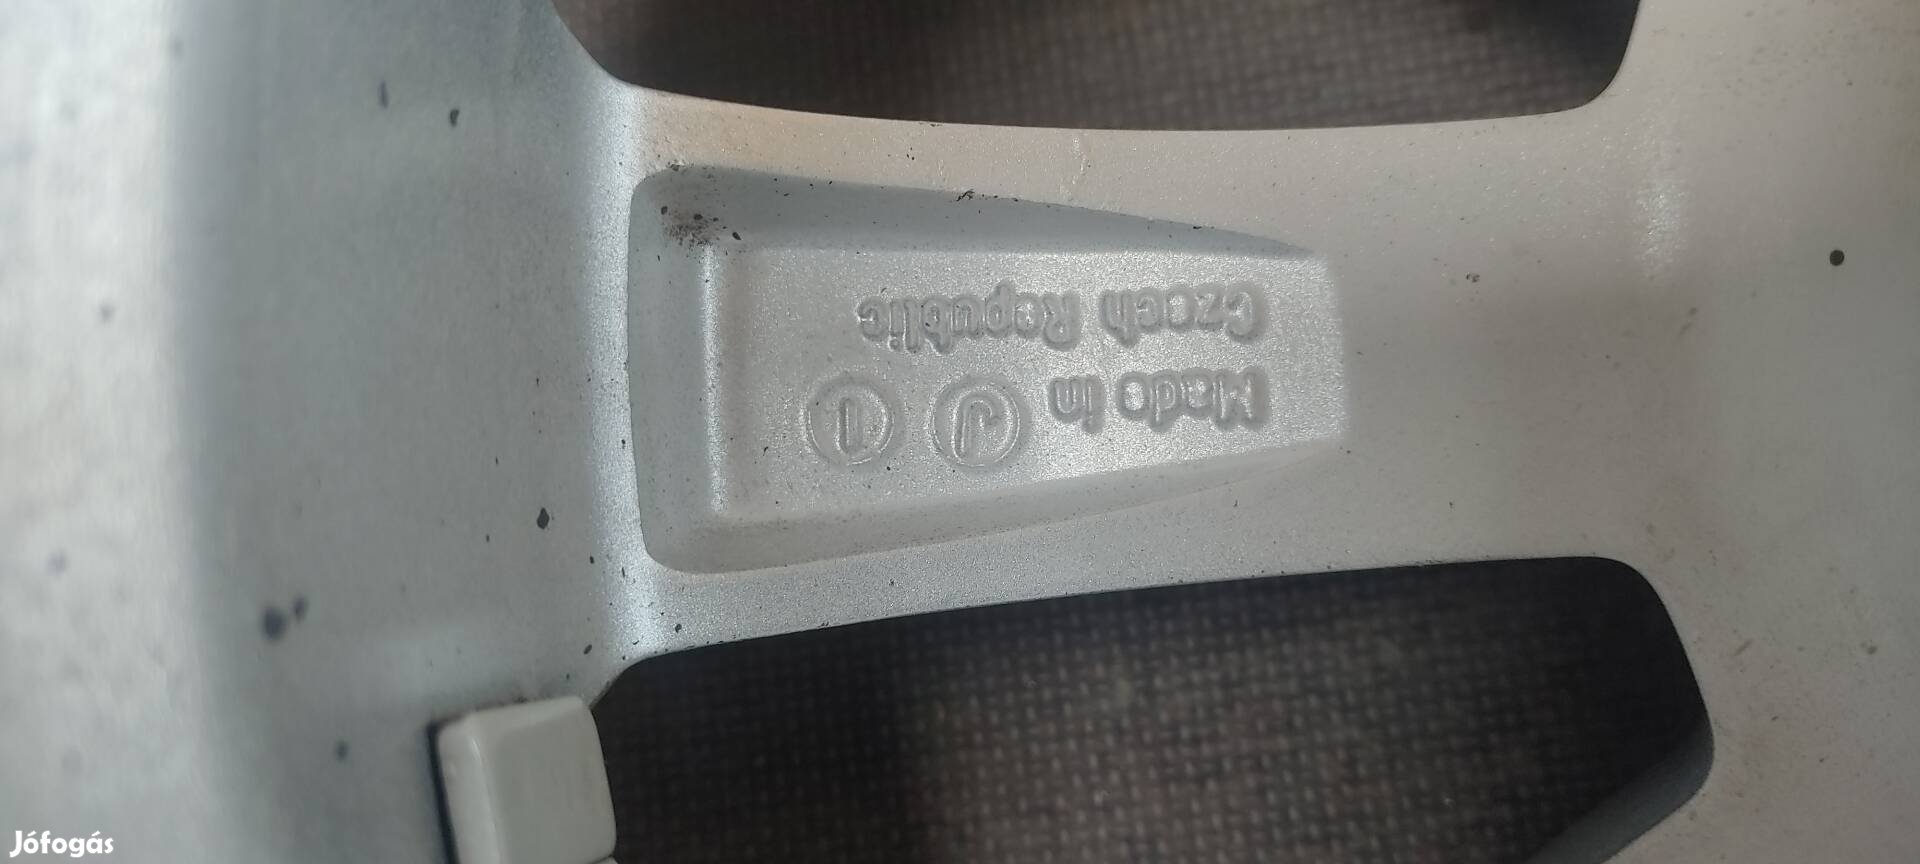 Made in
Czech Republic
Jófogás